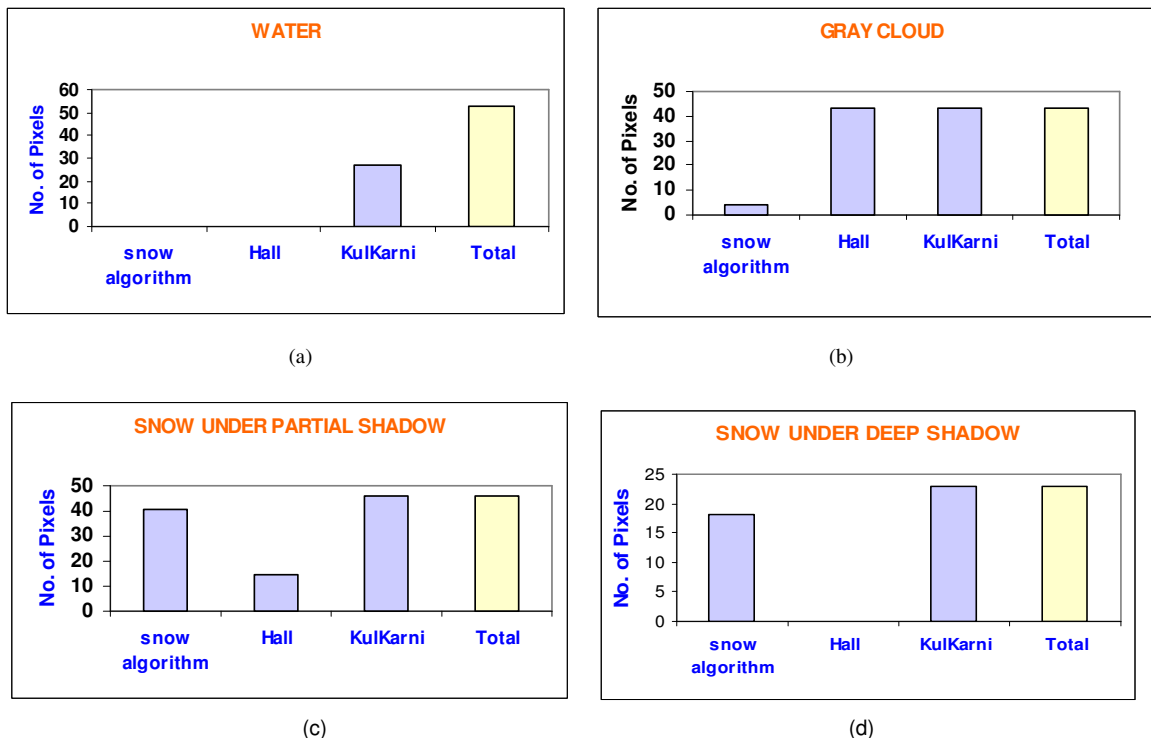 WATER
No. of Pixels
60
50
40
30
20
10
0
snow
algorithm
Hall
KulKarni
Total
(a)
GRAY CLOUD
No. of Pixels
50
40
30
20
10
0
snow
algorithm
Hall
KulKarni
Total
(b)
SNOW UNDER PARTIAL SHADOW
No. of Pixels
50
40
30
20
10
0
snow
algorithm
Hall
KulKarni
Total
(c)
SNOW UNDER DEEP SHADOW
No. of Pixels
25
20
15
10
5
0
snow
algorithm
Hall
KulKarni
Total
(d)